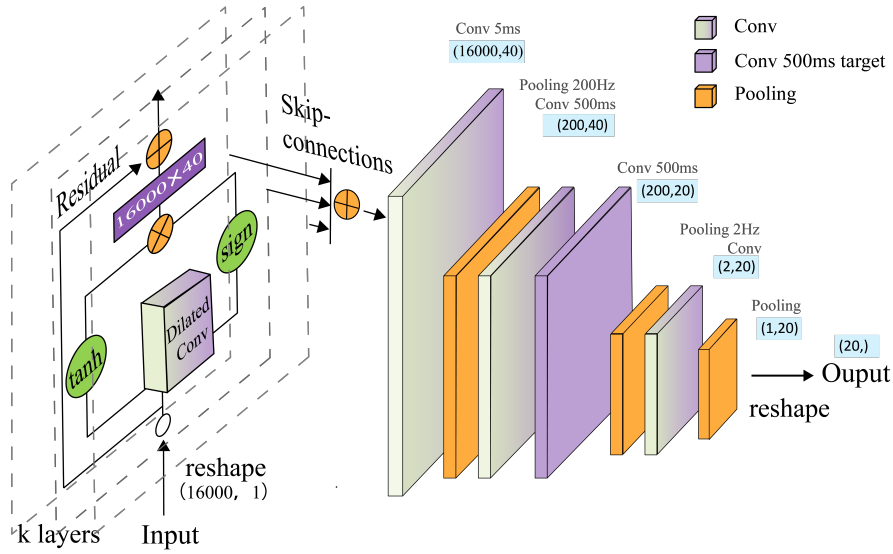 Conv 5ms
(16000,40)
Pooling 200Hz
Conv 500ms
(200,40)
Conv 500ms
(200,20)
Pooling 2Hz
Conv
(2,20)
Pooling
(1,20)
(20,)
Conv
Conv 500ms target
Pooling
Skip-
connections
Residual
16000×40
sign
Dilated
Conv
tanh
reshape
(16000, 1)
k layers
Input
Ouput
reshape